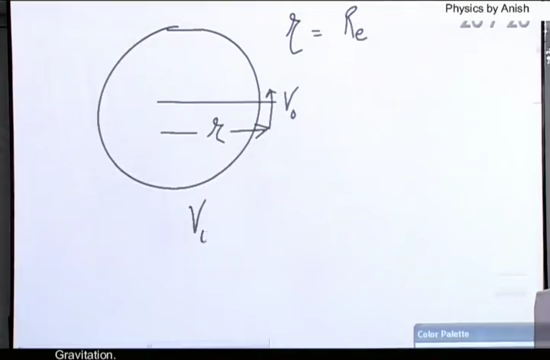 Physics by Anish
r = Re
V₀
r
Vᵢ
Color Palette
Gravitation.